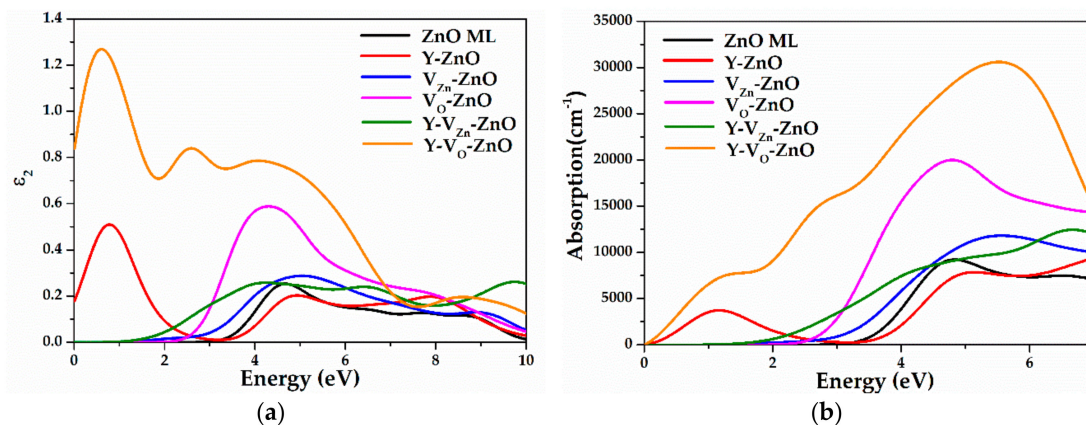 1.4
1.2
1.0
0.8
0.6
0.4
0.2
0.0
ε2
0 2 4 6 8 10
Energy (eV)
ZnO ML
Y-ZnO
VZn-ZnO
VO-ZnO
Y-VZn-ZnO
Y-VO-ZnO
(a)
35000
30000
25000
20000
15000
10000
5000
0
Absorption(cm-1)
0 2 4 6
Energy (eV)
ZnO ML
Y-ZnO
VZn-ZnO
VO-ZnO
Y-VZn-ZnO
Y-VO-ZnO
(b)